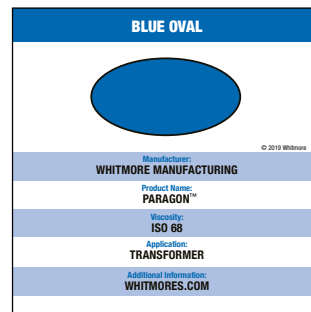 BLUE OVAL
© 2019 Whitmore
Manufacturer:
WHITMORE MANUFACTURING
Product Name:
PARAGON™
Viscosity:
ISO 68
Application:
TRANSFORMER
Additional Information:
WHITMORES.COM